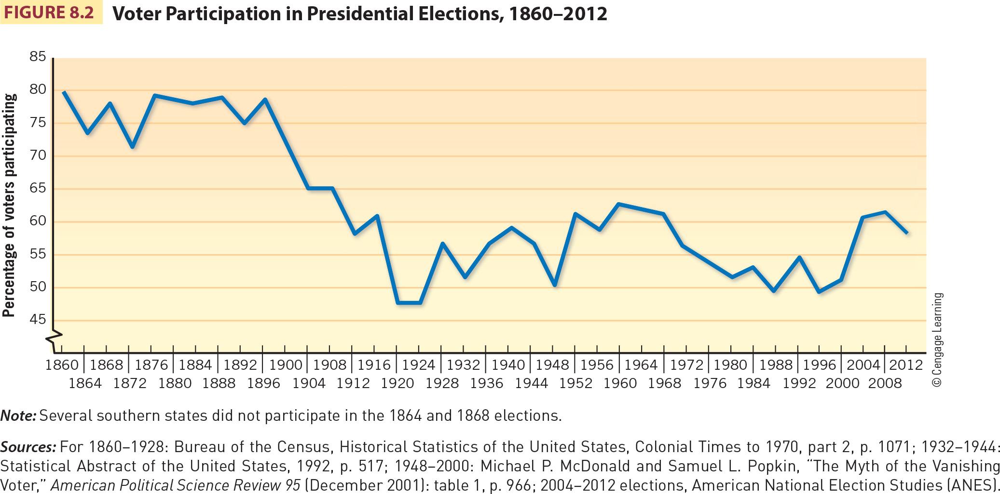 FIGURE 8.2 Voter Participation in Presidential Elections, 1860–2012
85
80
75
70
65
60
55
50
45
Percentage of voters participating
1860 1868 1876 1884 1892 1900 1908 1916 1924 1932 1940 1948 1956 1964 1972 1980 1988 1996 2004 2012
1864 1872 1880 1888 1896 1904 1912 1920 1928 1936 1944 1952 1960 1968 1976 1984 1992 2000 2008
© Cengage Learning
Note: Several southern states did not participate in the 1864 and 1868 elections.
Sources: For 1860–1928: Bureau of the Census, Historical Statistics of the United States, Colonial Times to 1970, part 2, p. 1071; 1932–1944:
Statistical Abstract of the United States, 1992, p. 517; 1948–2000: Michael P. McDonald and Samuel L. Popkin, “The Myth of the Vanishing
Voter,” American Political Science Review 95 (December 2001): table 1, p. 966; 2004–2012 elections, American National Election Studies (ANES).